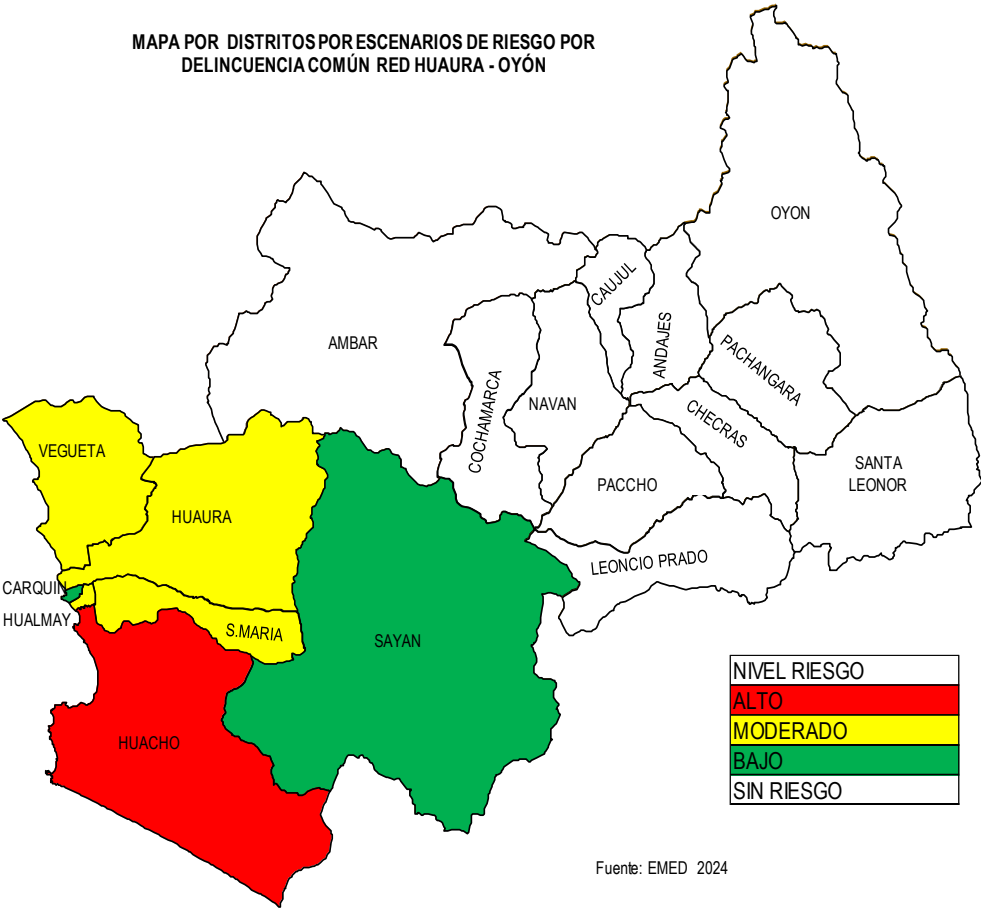 MAPA POR DISTRITOS POR ESCENARIOS DE RIESGO POR
DELINCUENCIA COMÚN RED HUAURA - OYÓN
OYON
CAUJUL
ANDAJES
AMBAR
PACHANGARA
COCHAMARCA
NAVAN
CHECRAS
VEGUETA
SANTA
LEONOR
PACCHO
HUAURA
LEONCIO PRADO
CARQUIN
HUALMAY
S.MARIA
SAYAN
HUACHO
NIVEL RIESGO
ALTO
MODERADO
BAJO
SIN RIESGO
Fuente: EMED 2024